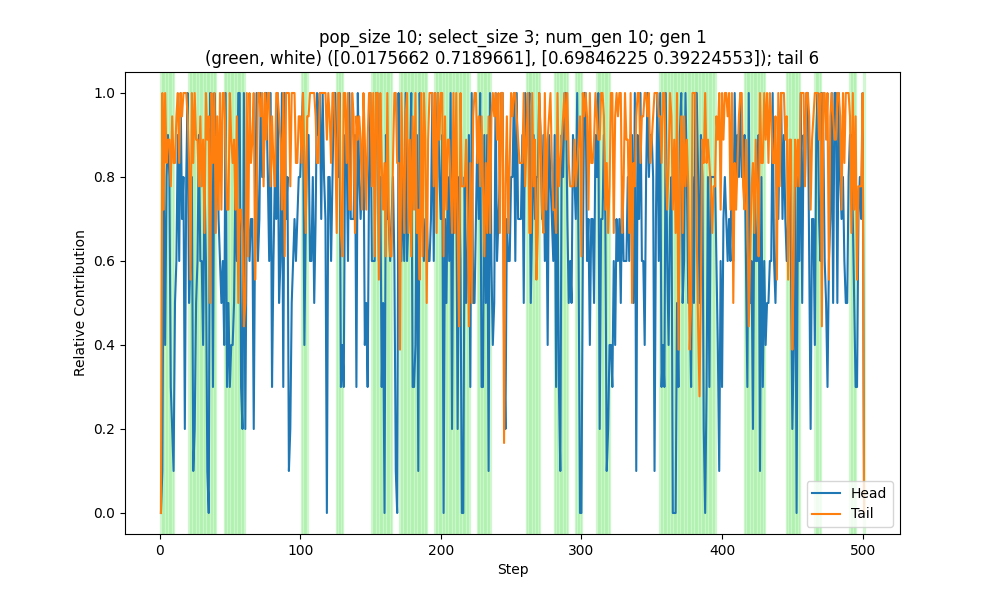 pop_size 10; select_size 3; num_gen 10; gen 1
(green, white) ([0.0175662 0.7189661], [0.69846225 0.39224553]); tail 6
1.0
0.8
0.6
0.4
0.2
0.0
Relative Contribution
Head
Tail
0 100 200 300 400 500
Step